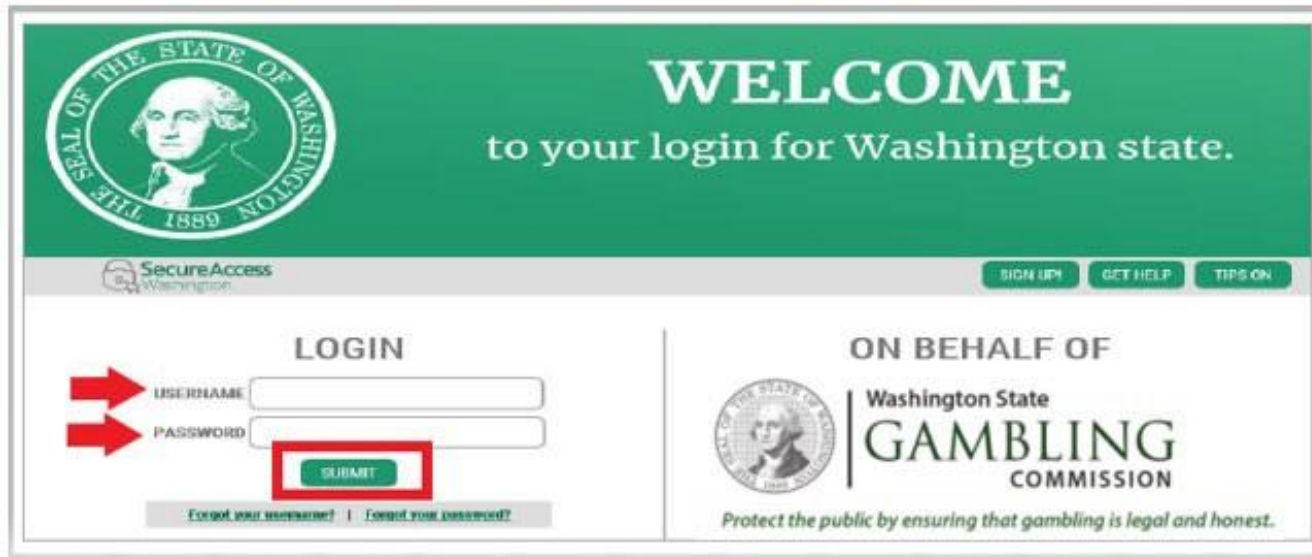 THE SEAL OF THE STATE OF WASHINGTON
1889
WELCOME
to your login for Washington state.
SecureAccess
Washington
SIGN UP!
GET HELP
TIPS ON
LOGIN
USERNAME
PASSWORD
SUBMIT
Forgot your username? | Forgot your password?
ON BEHALF OF
Washington State
GAMBLING
COMMISSION
Protect the public by ensuring that gambling is legal and honest.